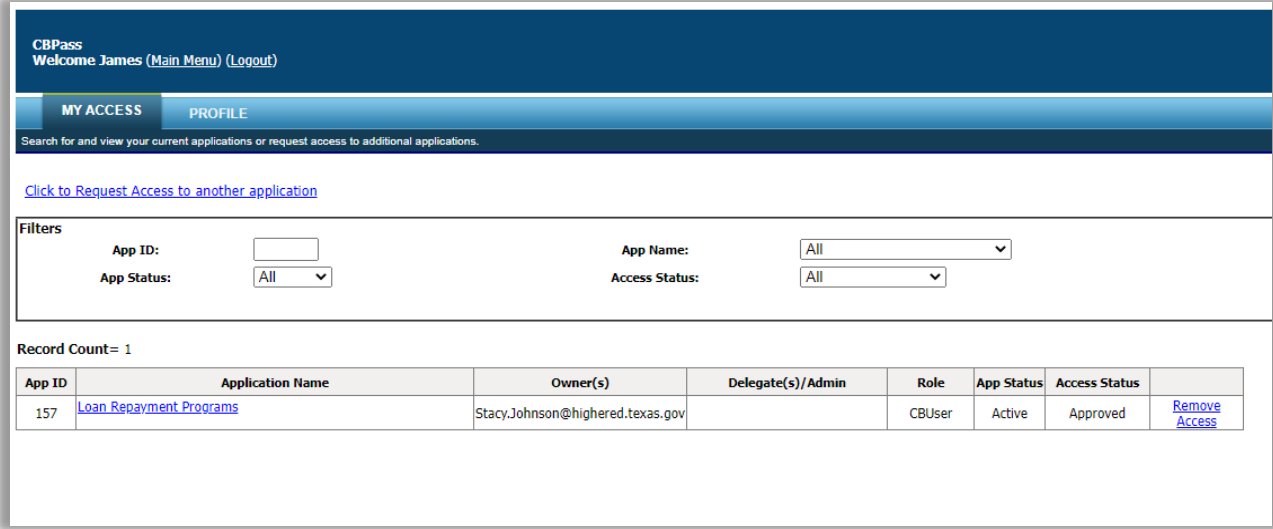 CBPass
Welcome James (Main Menu) (Logout)
MY ACCESS PROFILE
Search for and view your current applications or request access to additional applications.
Click to Request Access to another application
Filters
App ID: App Name: All
App Status: All Access Status: All
Record Count= 1
App ID Application Name Owner(s) Delegate(s)/Admin Role App Status Access Status
157 Loan Repayment Programs Stacy.Johnson@highered.texas.gov CBUser Active Approved Remove
Access